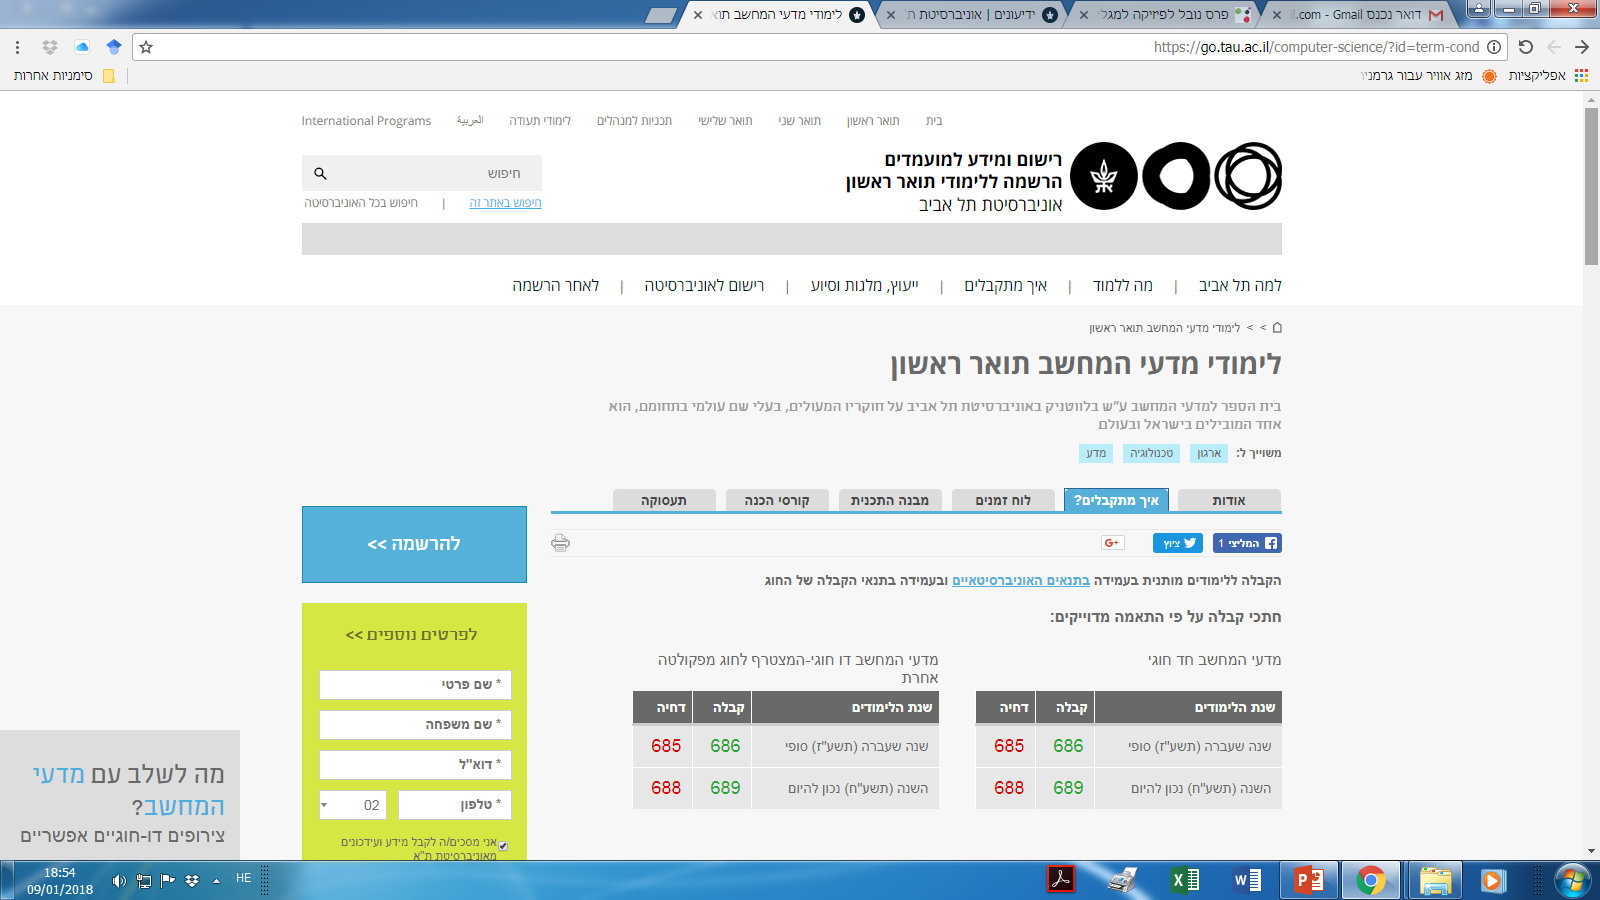 דואר נכנס - Gmail
פרס נובל לפיזיקה למגלי
ידיעונים | אוניברסיטת ת
לימודי מדעי המחשב תוא
https://go.tau.ac.il/computer-science/?id=term-cond
אפליקציות
מזג אוויר עבור גרמניו
סימניות אחרות
בית
תואר ראשון
תואר שני
תואר שלישי
תכניות למנהלים
לימודי תעודה
العربية
International Programs
רישום ומידע למועמדים
הרשמה ללימודי תואר ראשון
אוניברסיטת תל אביב
חיפוש
חיפוש באתר זה | חיפוש בכל האוניברסיטה
למה תל אביב | מה ללמוד | איך מתקבלים | ייעוץ, מלגות וסיוע | רישום לאוניברסיטה | לאחר הרשמה
> > לימודי מדעי המחשב תואר ראשון
לימודי מדעי המחשב תואר ראשון
בית הספר למדעי המחשב ע"ש בלווטניק באוניברסיטת תל אביב על חוקריו המעולים, בעלי שם עולמי בתחומם, הוא
אחד המובילים בישראל ובעולם
משוייך ל: ארגון טכנולוגיה מדע
אודות
איך מתקבלים?
לוח זמנים
מבנה התכנית
קורסי הכנה
תעסוקה
המליצי 1
ציוץ
G+
להרשמה >>
הקבלה ללימודים מותנית בעמידה בתנאים האוניברסיטאיים ובעמידה בתנאי הקבלה של החוג
חתכי קבלה על פי התאמה מדוייקים:
מדעי המחשב חד חוגי
שנת הלימודים קבלה דחיה
שנה שעברה (תשע"ז) סופי 686 685
השנה (תשע"ח) נכון להיום 689 688
מדעי המחשב דו חוגי-המצטרף לחוג מפקולטה
אחרת
שנת הלימודים קבלה דחיה
שנה שעברה (תשע"ז) סופי 686 685
השנה (תשע"ח) נכון להיום 689 688
לפרטים נוספים >>
* שם פרטי
* שם משפחה
* דוא"ל
* טלפון
02
אני מסכים/ה לקבל מידע ועידכונים
מאוניברסיטת ת"א
מה לשלב עם מדעי
המחשב?
צירופים דו-חוגיים אפשריים
HE
18:54
09/01/2018